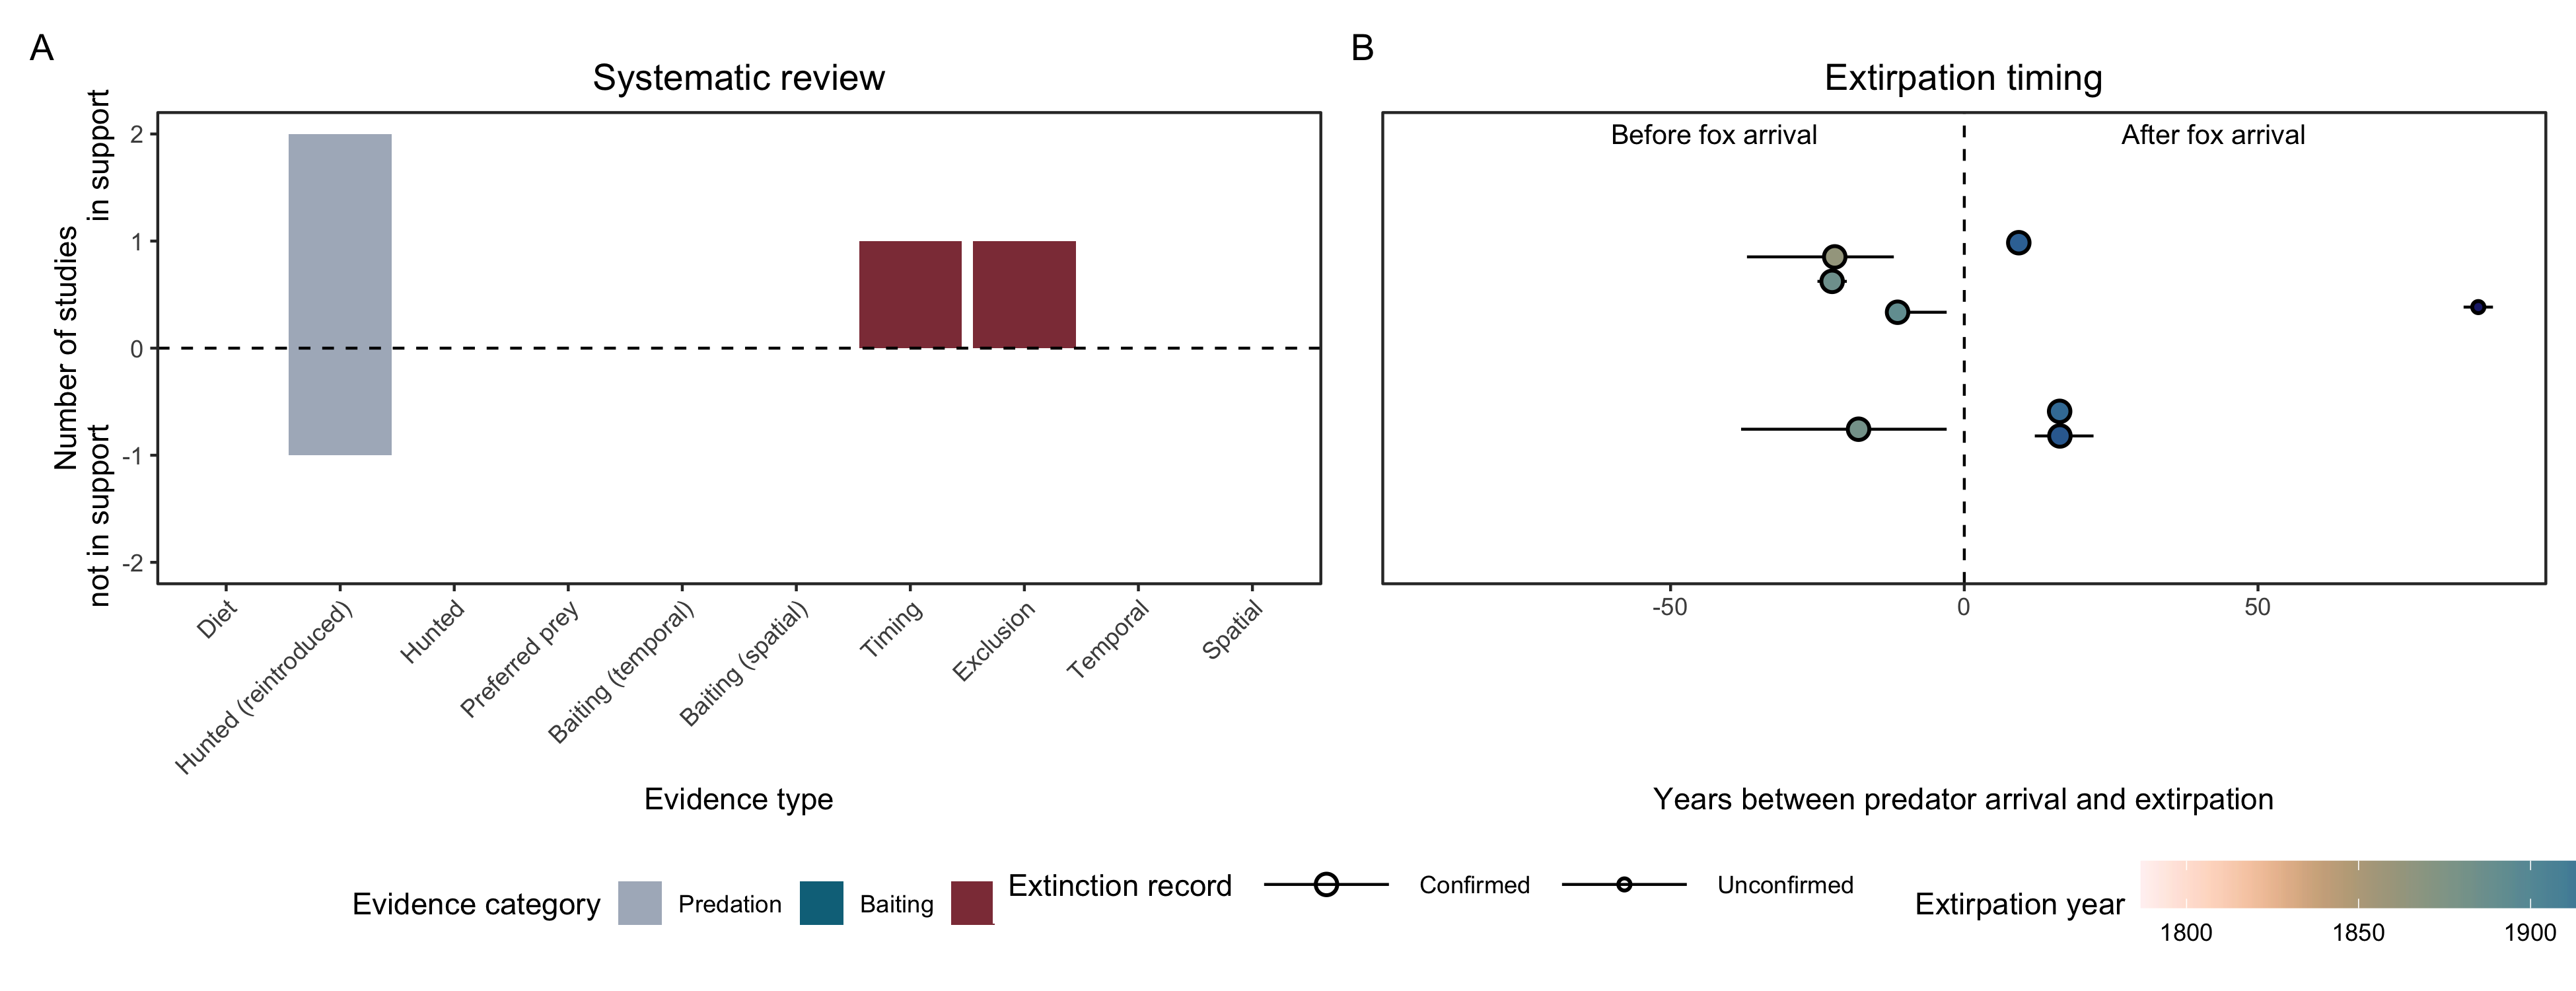 A
Systematic review
Number of studies
not in support in support
2
1
0
-1
-2
Diet
Hunted (reintroduced)
Hunted
Preferred prey
Baiting (temporal)
Baiting (spatial)
Timing
Exclusion
Temporal
Spatial
Evidence type
B
Extirpation timing
Before fox arrival
After fox arrival
-50
0
50
Years between predator arrival and extirpation
Evidence category
Predation
Baiting
Extinction record
Confirmed
Unconfirmed
Extirpation year
1800
1850
1900